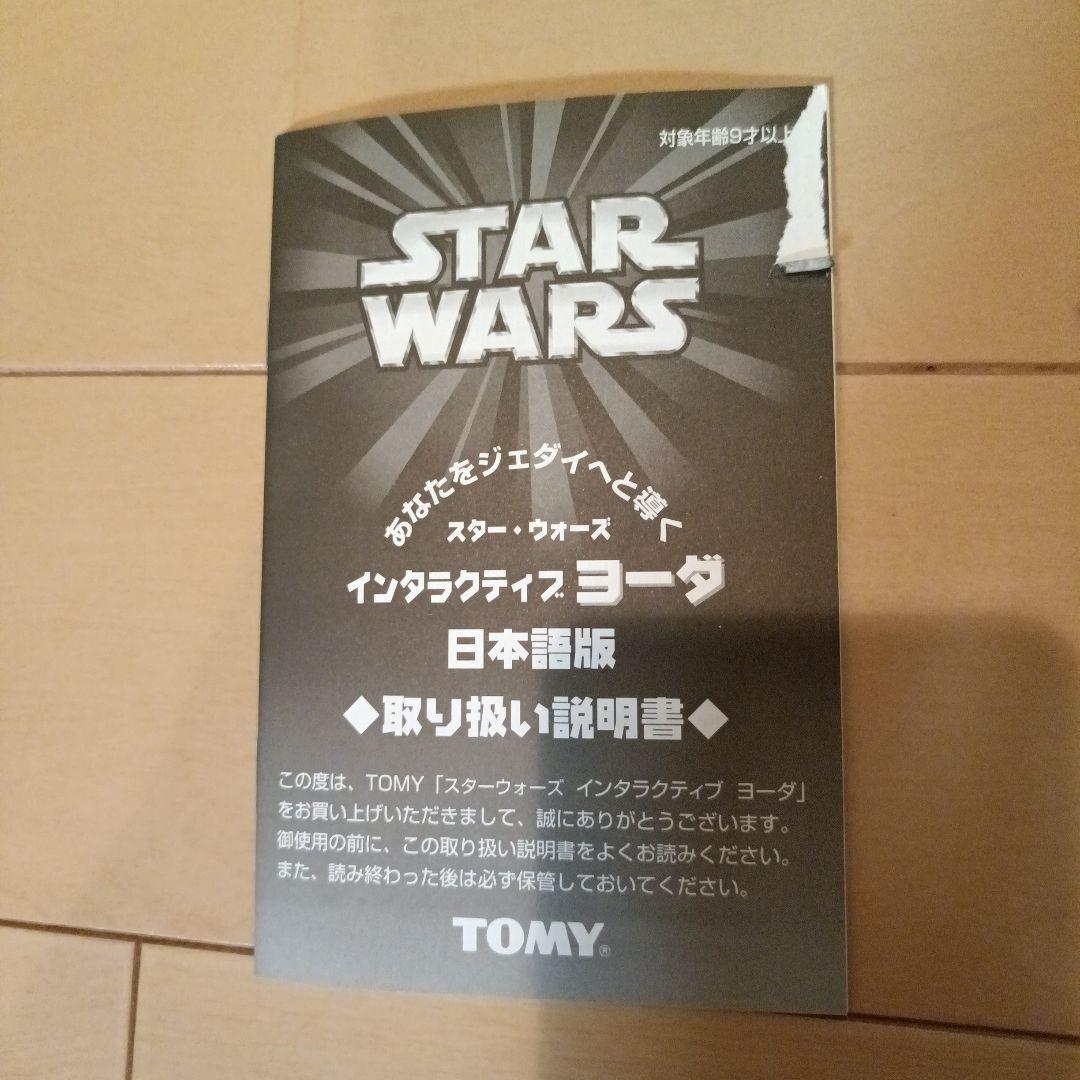 対象年齢9才以上
STAR
WARS
あなたをジェダイへと導く
スター・ウォーズ
インタラクティブ ヨーダ
日本語版
◆取り扱い説明書◆
この度は、TOMY「スターウォーズ インタラクティブ ヨーダ」
をお買い上げいただきまして、誠にありがとうございます。
御使用の前に、この取り扱い説明書をよくお読みください。
また、読み終わった後は必ず保管しておいてください。
TOMY®